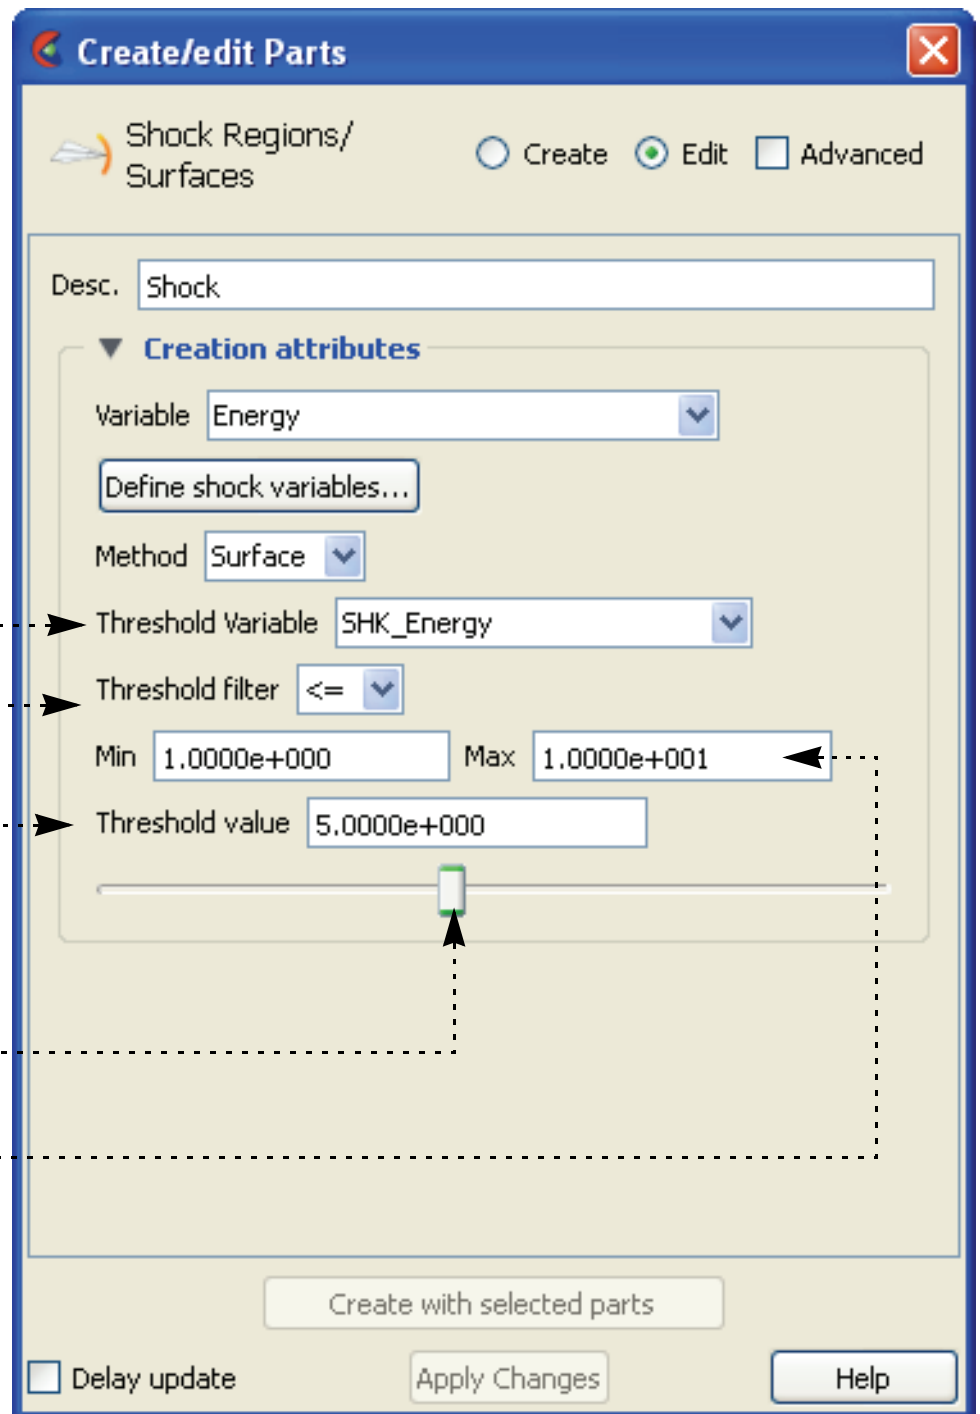 Create/edit Parts
Shock Regions/
Surfaces
Create Edit Advanced
Desc. Shock
Creation attributes
Variable Energy
Define shock variables...
Method Surface
Threshold Variable SHK_Energy
Threshold filter <=
Min 1.0000e+000 Max 1.0000e+001
Threshold value 5.0000e+000
Create with selected parts
Delay update Apply Changes Help